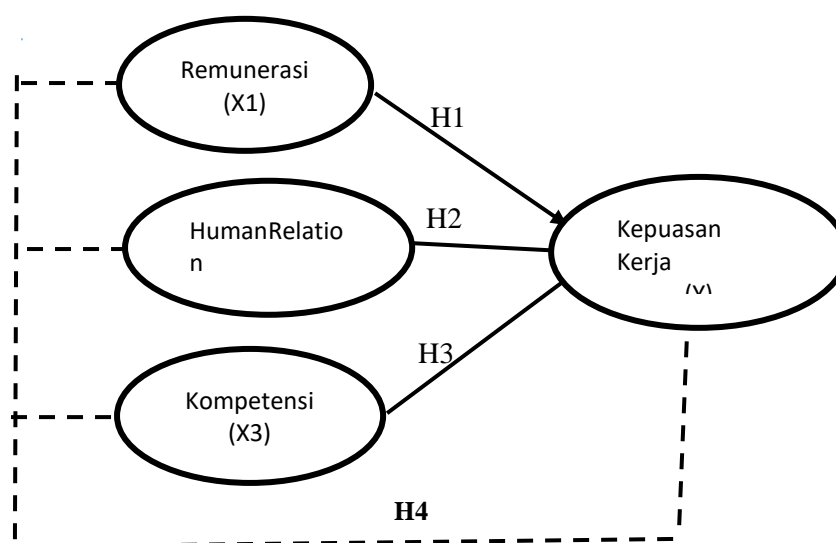 Remunerasi
(X1)
H1
HumanRelatio
n
H2
Kepuasan
Kerja
(Y)
H3
Kompetensi
(X3)
H4